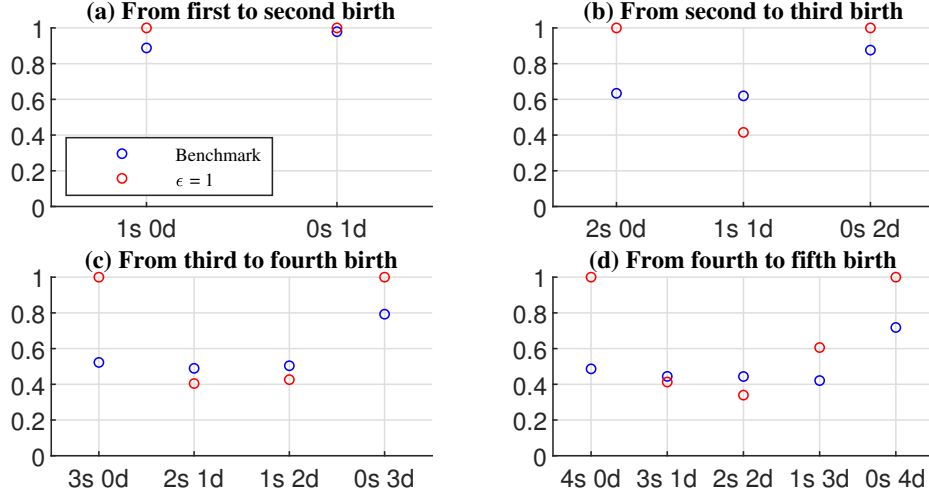 (a) From first to second birth
1
0.8
0.6
0.4
0.2
0
Benchmark
ϵ = 1
1s 0d 0s 1d
(b) From second to third birth
1
0.8
0.6
0.4
0.2
0
2s 0d 1s 1d 0s 2d
(c) From third to fourth birth
1
0.8
0.6
0.4
0.2
0
3s 0d 2s 1d 1s 2d 0s 3d
(d) From fourth to fifth birth
1
0.8
0.6
0.4
0.2
0
4s 0d 3s 1d 2s 2d 1s 3d 0s 4d